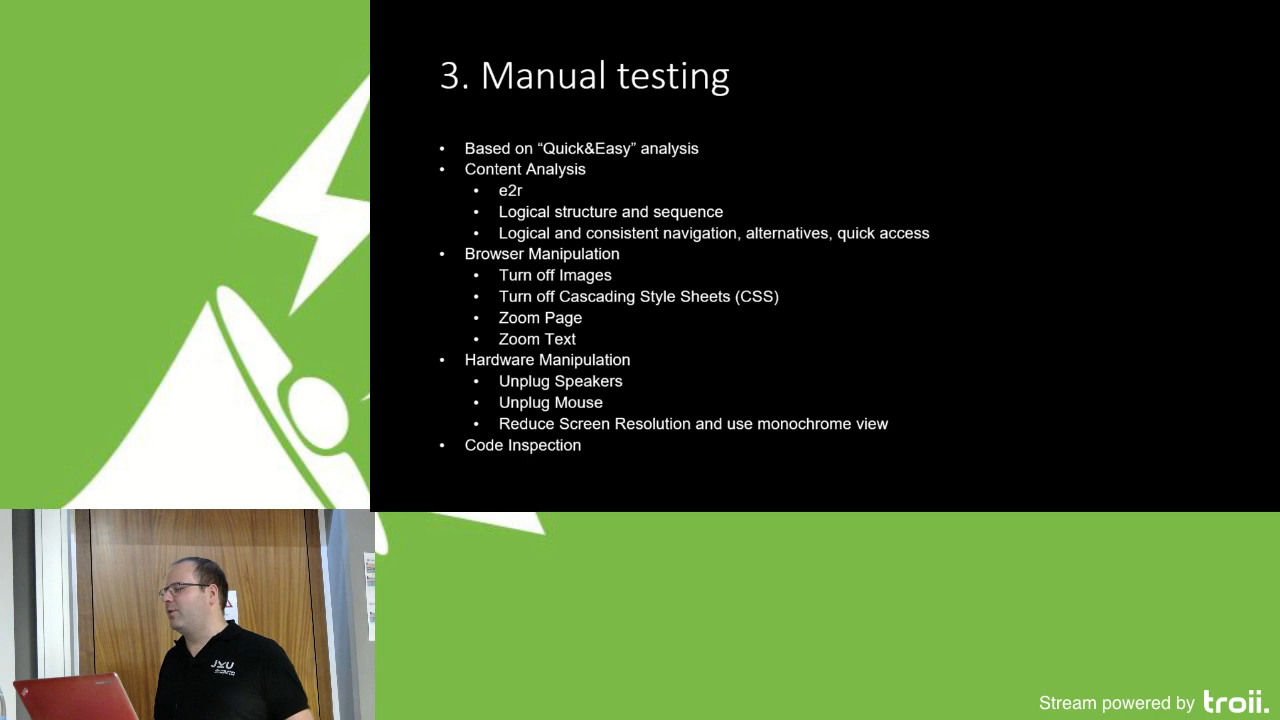 3. Manual testing
• Based on “Quick&Easy” analysis
• Content Analysis
• e2r
• Logical structure and sequence
• Logical and consistent navigation, alternatives, quick access
• Browser Manipulation
• Turn off Images
• Turn off Cascading Style Sheets (CSS)
• Zoom Page
• Zoom Text
• Hardware Manipulation
• Unplug Speakers
• Unplug Mouse
• Reduce Screen Resolution and use monochrome view
• Code Inspection
JKU
Stream powered by troii.